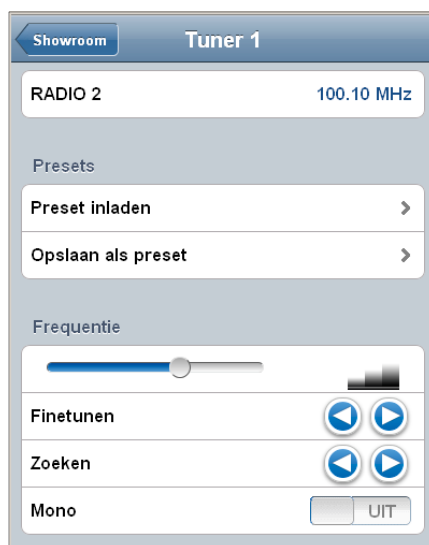 Showroom Tuner 1
RADIO 2 100.10 MHz
Presets
Preset inladen
Opslaan als preset
Frequentie
Finetunen
Zoeken
Mono UIT